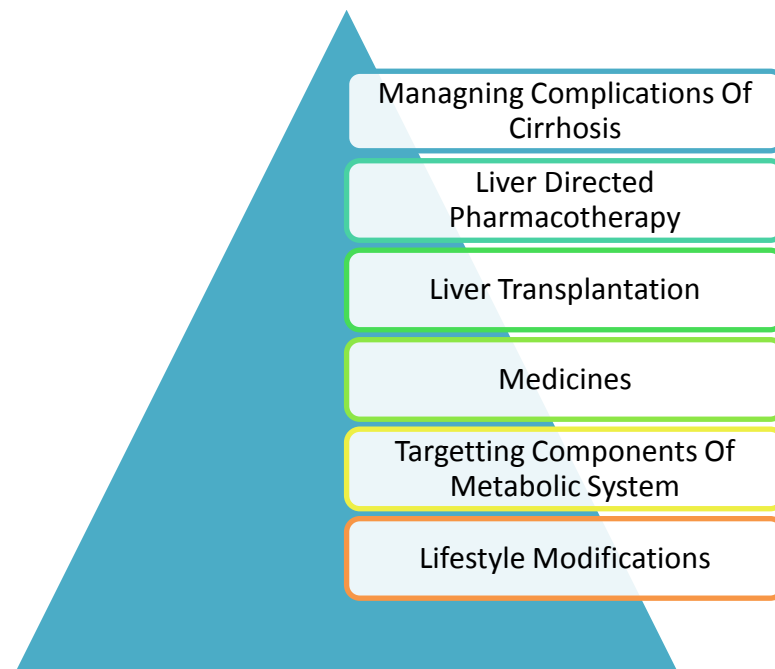 Managning Complications Of
Cirrhosis
Liver Directed
Pharmacotherapy
Liver Transplantation
Medicines
Targetting Components Of
Metabolic System
Lifestyle Modifications